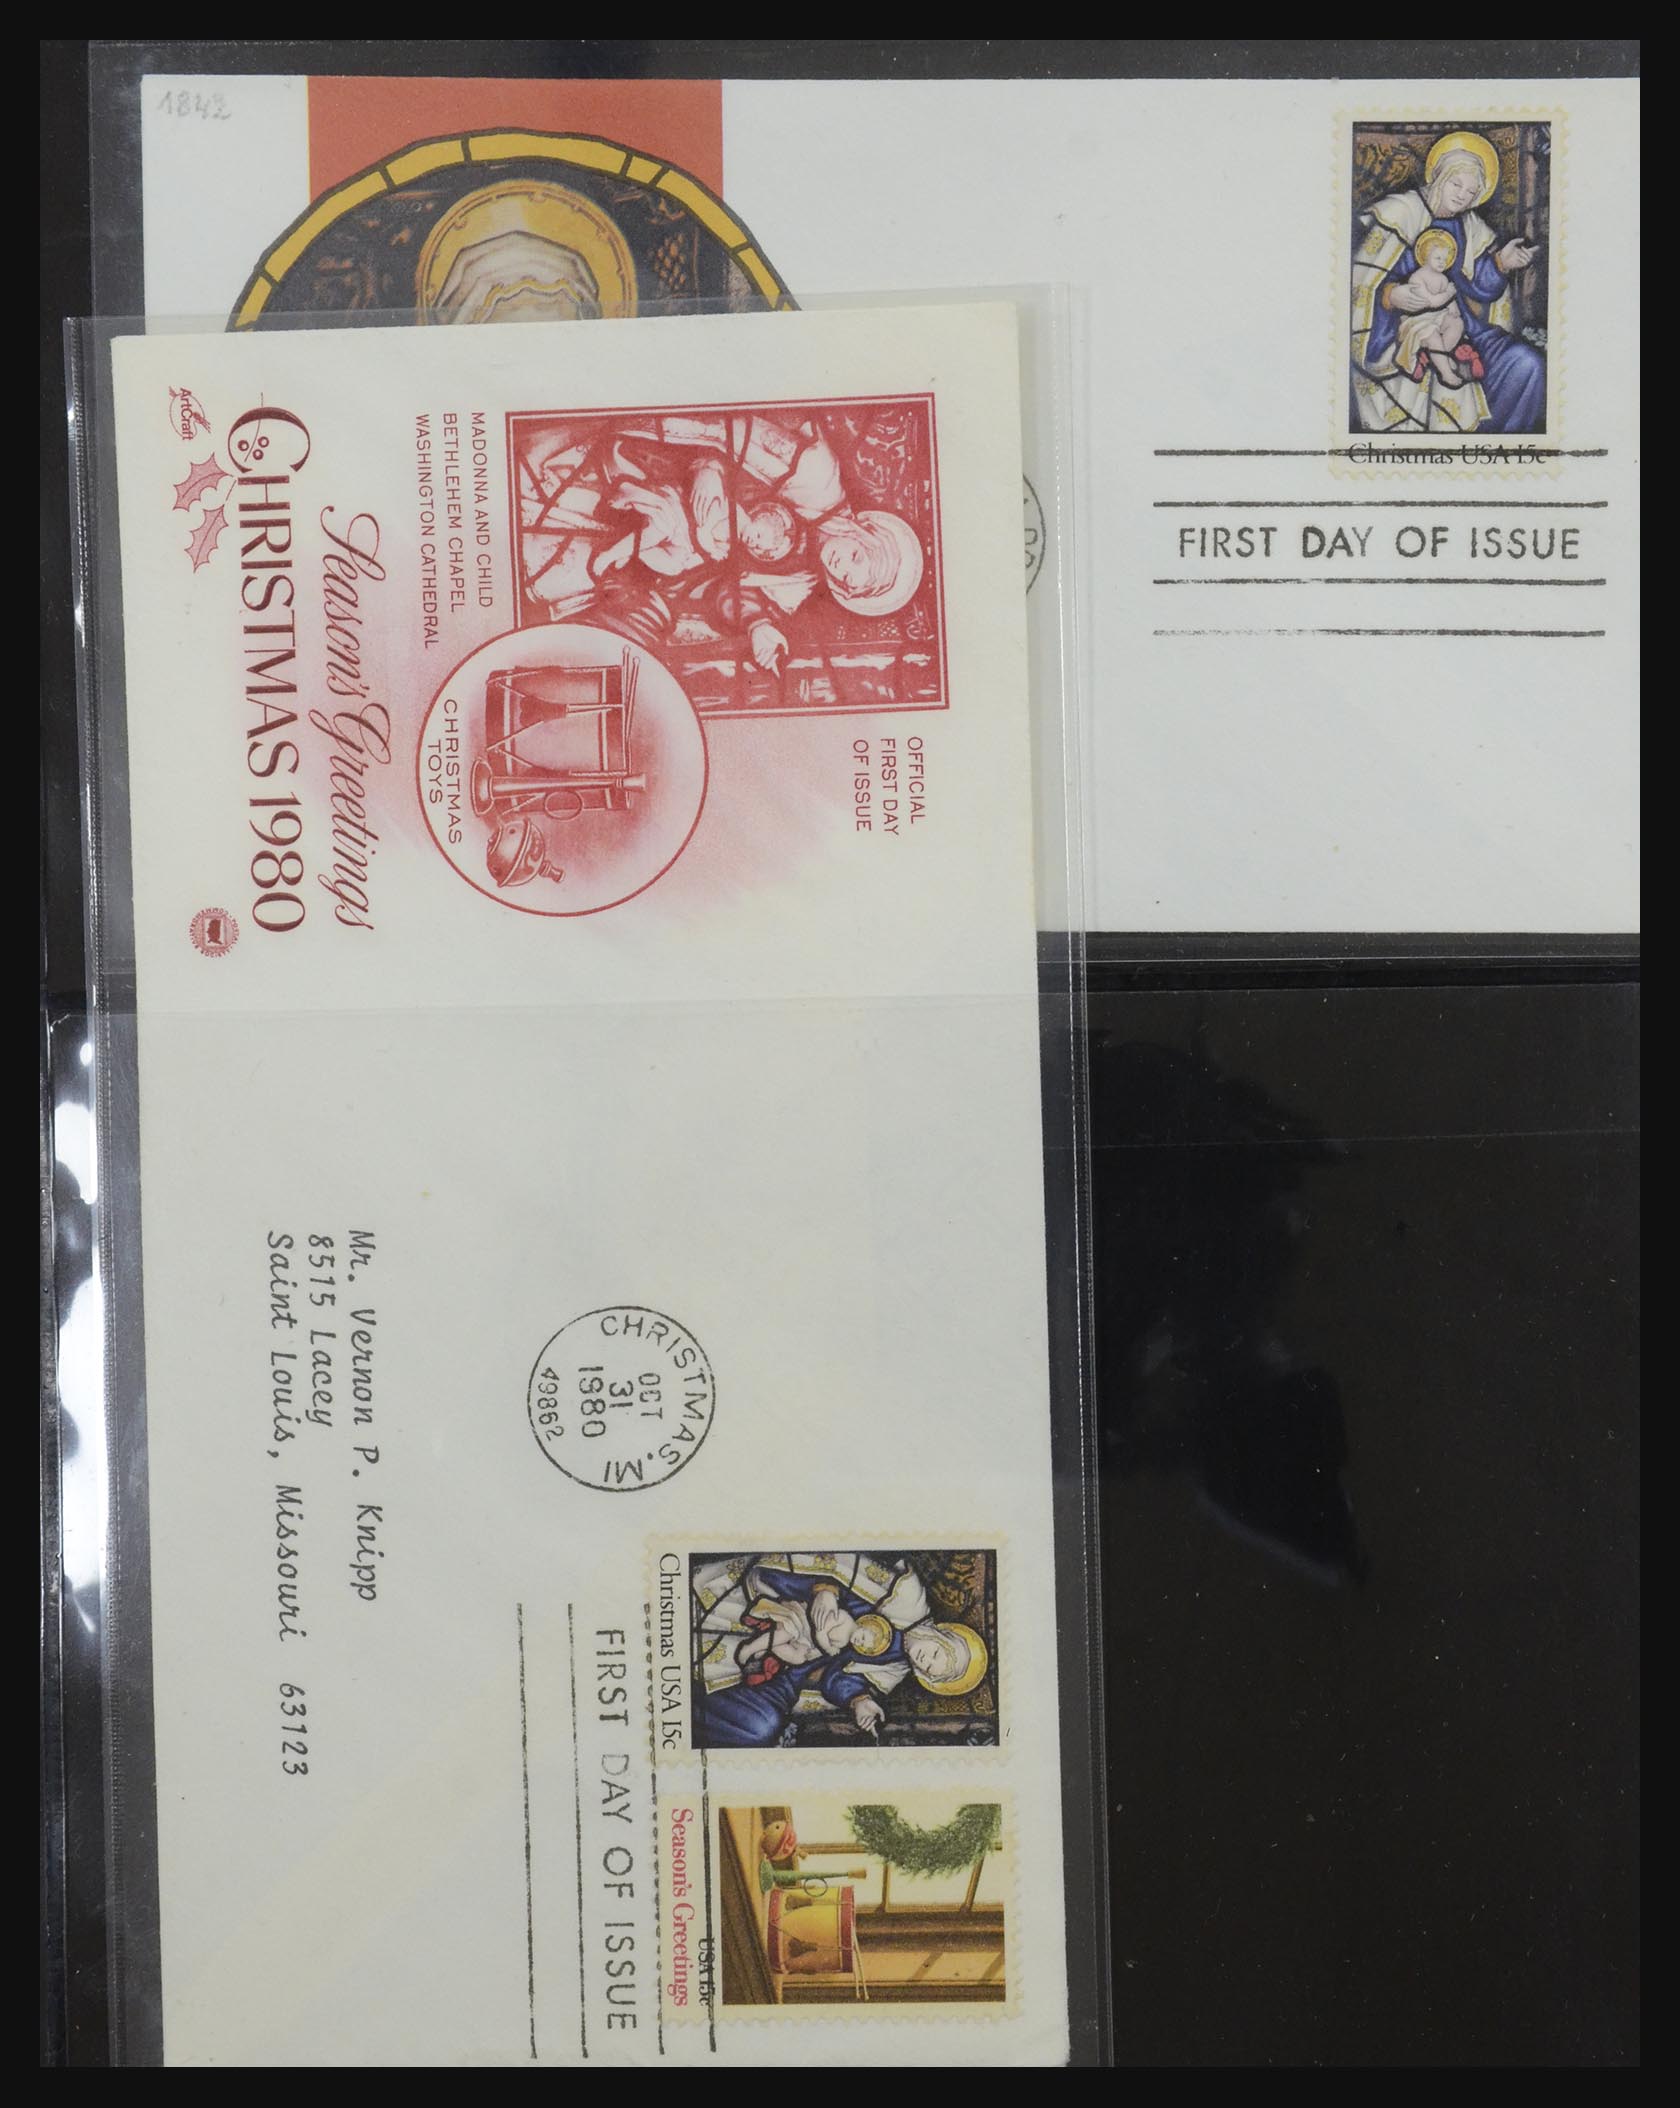 1842
Christmas USA 15c
FIRST DAY OF ISSUE
ArtCraft
CHRISTMAS 1980
Season's Greetings
MADONNA AND CHILD
BETHLEHEM CHAPEL
WASHINGTON CATHEDRAL
CHRISTMAS
TOYS
OFFICIAL
FIRST DAY
OF ISSUE
CHRISTMAS. MI
OCT
31
1980
49862
Mr. Vernon P. Knipp
8515 Lacey
Saint Louis, Missouri 63123
Christmas USA 15c
USA 15c
Season's Greetings
FIRST DAY OF ISSUE